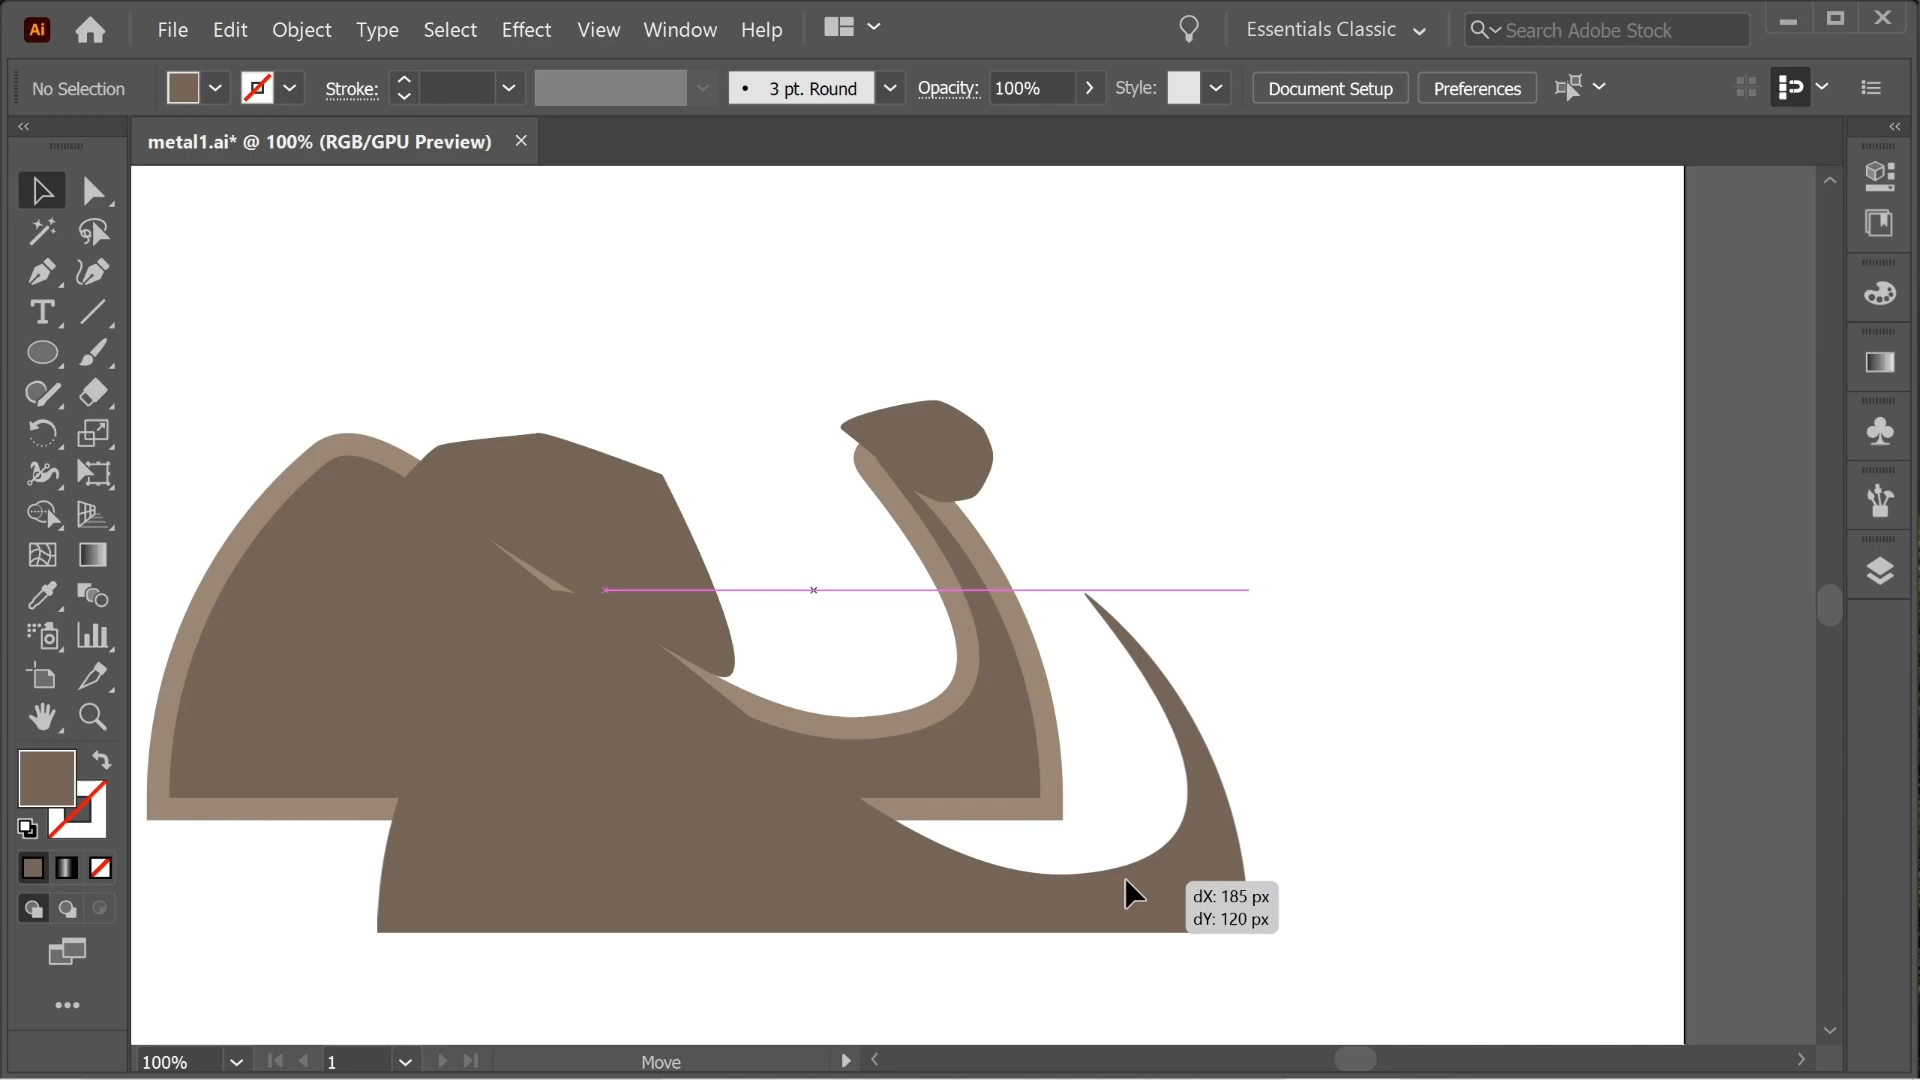 Ai File Edit Object Type Select Effect View Window Help Essentials Classic Search Adobe Stock
No Selection Stroke: 3 pt. Round Opacity: 100% Style: Document Setup Preferences
metal1.ai* @ 100% (RGB/GPU Preview)
dX: 185 px
dY: 120 px
100% 1 Move